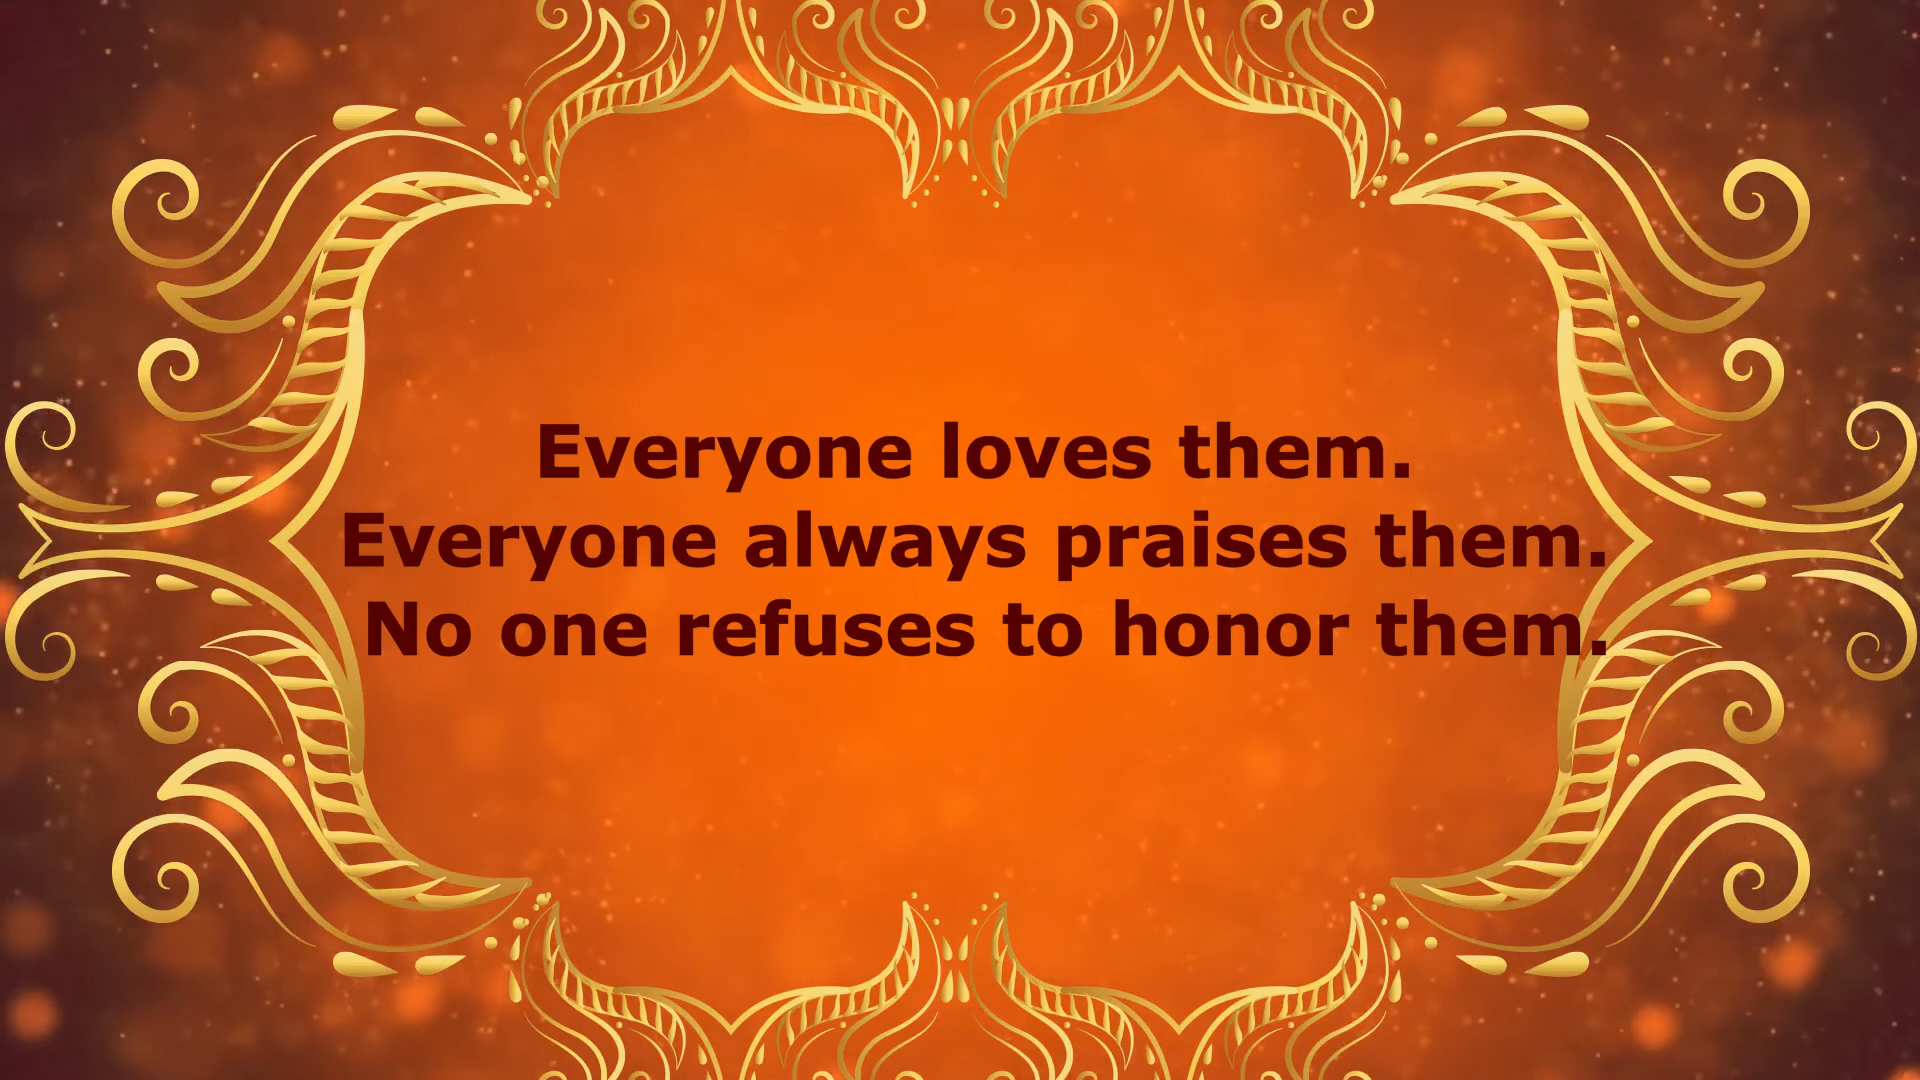 Everyone loves them.
Everyone always praises them.
No one refuses to honor them.